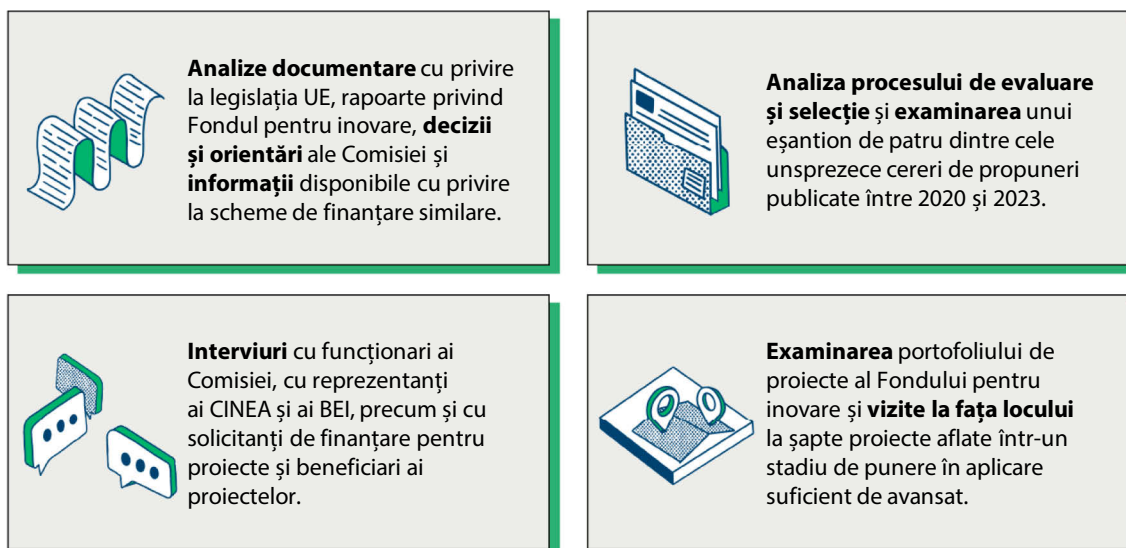 Analize documentare cu privire
la legislația UE, rapoarte privind
Fondul pentru inovare, decizii
și orientări ale Comisiei și
informații disponibile cu privire
la scheme de finanțare similare.
Analiza procesului de evaluare
și selecție și examinarea unui
eșantion de patru dintre cele
unsprezece cereri de propuneri
publicate între 2020 și 2023.
Interviuri cu funcționari ai
Comisiei, cu reprezentanți
ai CINEA și ai BEI, precum și cu
solicitanți de finanțare pentru
proiecte și beneficiari ai
proiectelor.
Examinarea portofoliului de
proiecte al Fondului pentru
inovare și vizite la fața locului
la șapte proiecte aflate într-un
stadiu de punere în aplicare
suficient de avansat.